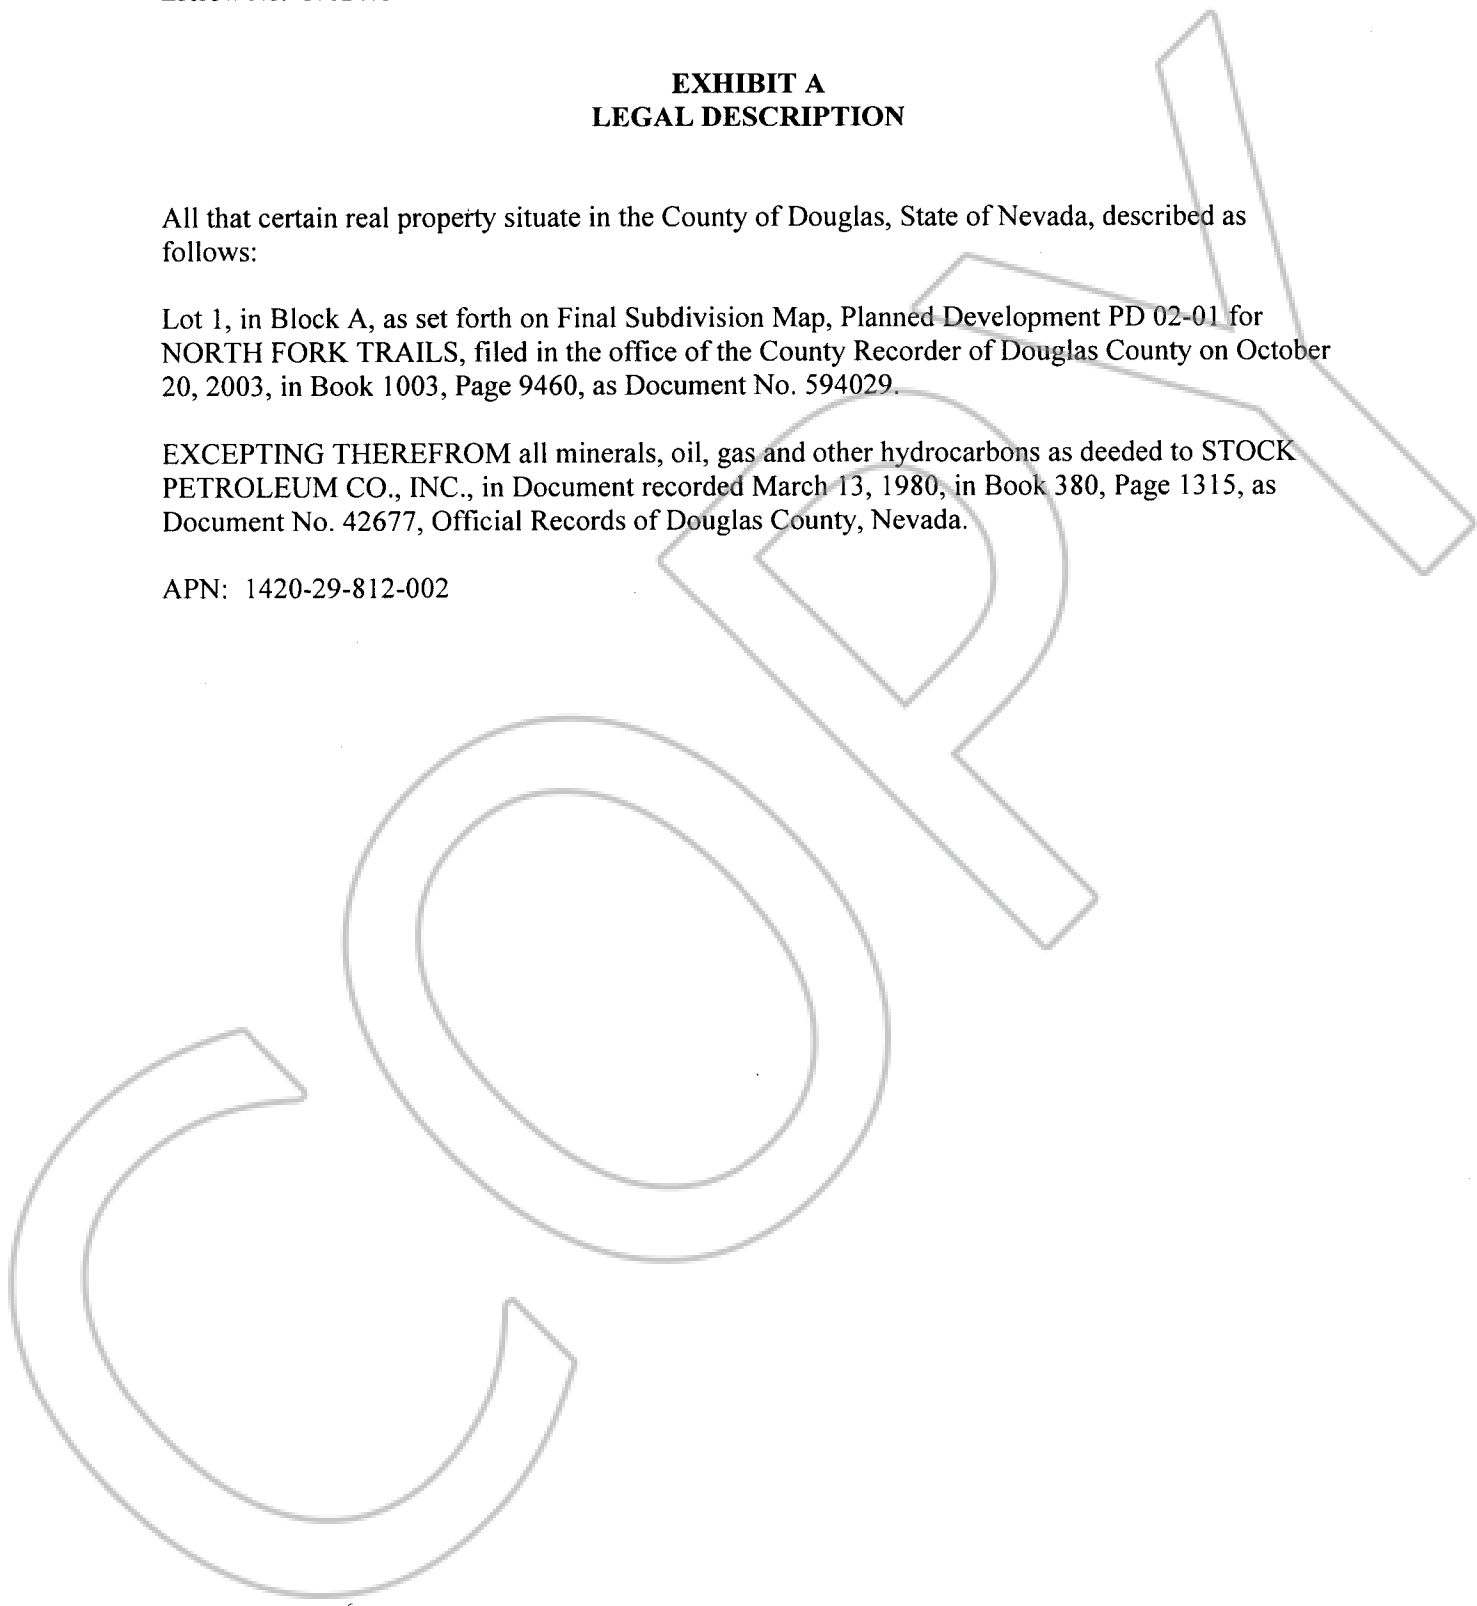 EXHIBIT A
LEGAL DESCRIPTION
All that certain real property situate in the County of Douglas, State of Nevada, described as
follows:
Lot 1, in Block A, as set forth on Final Subdivision Map, Planned Development PD 02-01 for
NORTH FORK TRAILS, filed in the office of the County Recorder of Douglas County on October
20, 2003, in Book 1003, Page 9460, as Document No. 594029.
EXCEPTING THEREFROM all minerals, oil, gas and other hydrocarbons as deeded to STOCK
PETROLEUM CO., INC., in Document recorded March 13, 1980, in Book 380, Page 1315, as
Document No. 42677, Official Records of Douglas County, Nevada.
APN: 1420-29-812-002
COPY